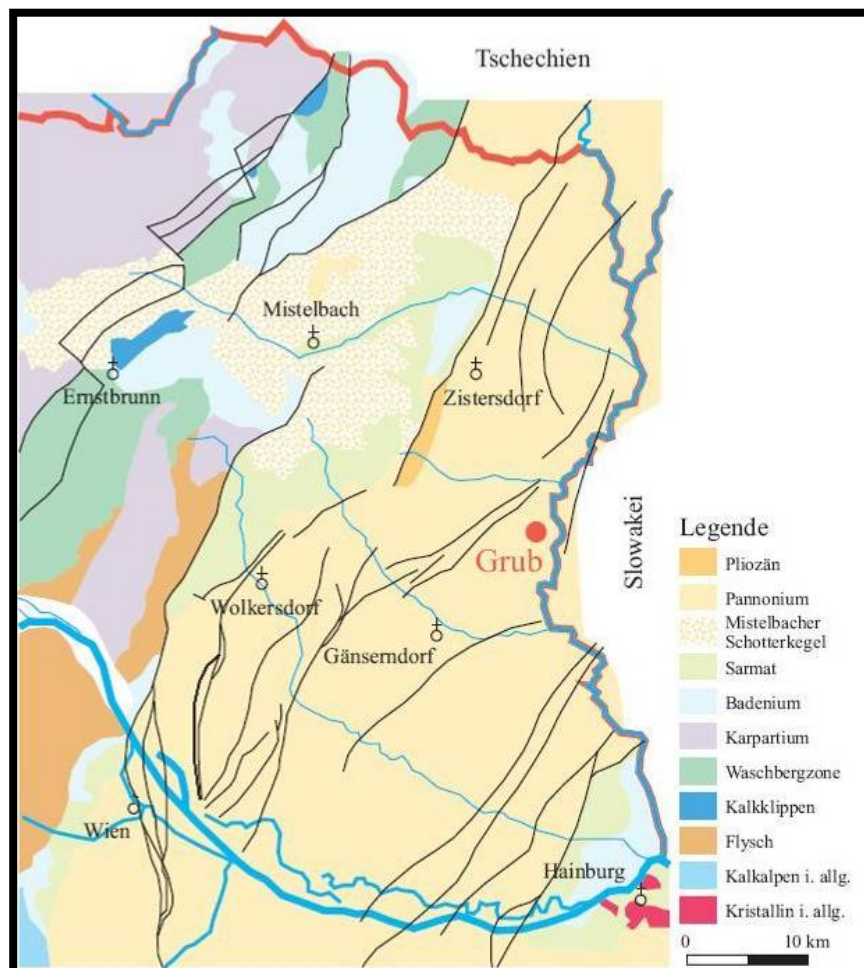 Tschechien
Mistelbach
Ernstbrunn
Zistersdorf
Slowakei
Grub
Wolkersdorf
Gänserndorf
Wien
Hainburg
Legende
Pliozän
Pannonium
Mistelbacher
Schotterkegel
Sarmat
Badenium
Karpartium
Waschbergzone
Kalkklippen
Flysch
Kalkalpen i. allg.
Kristallin i. allg.
0 10 km